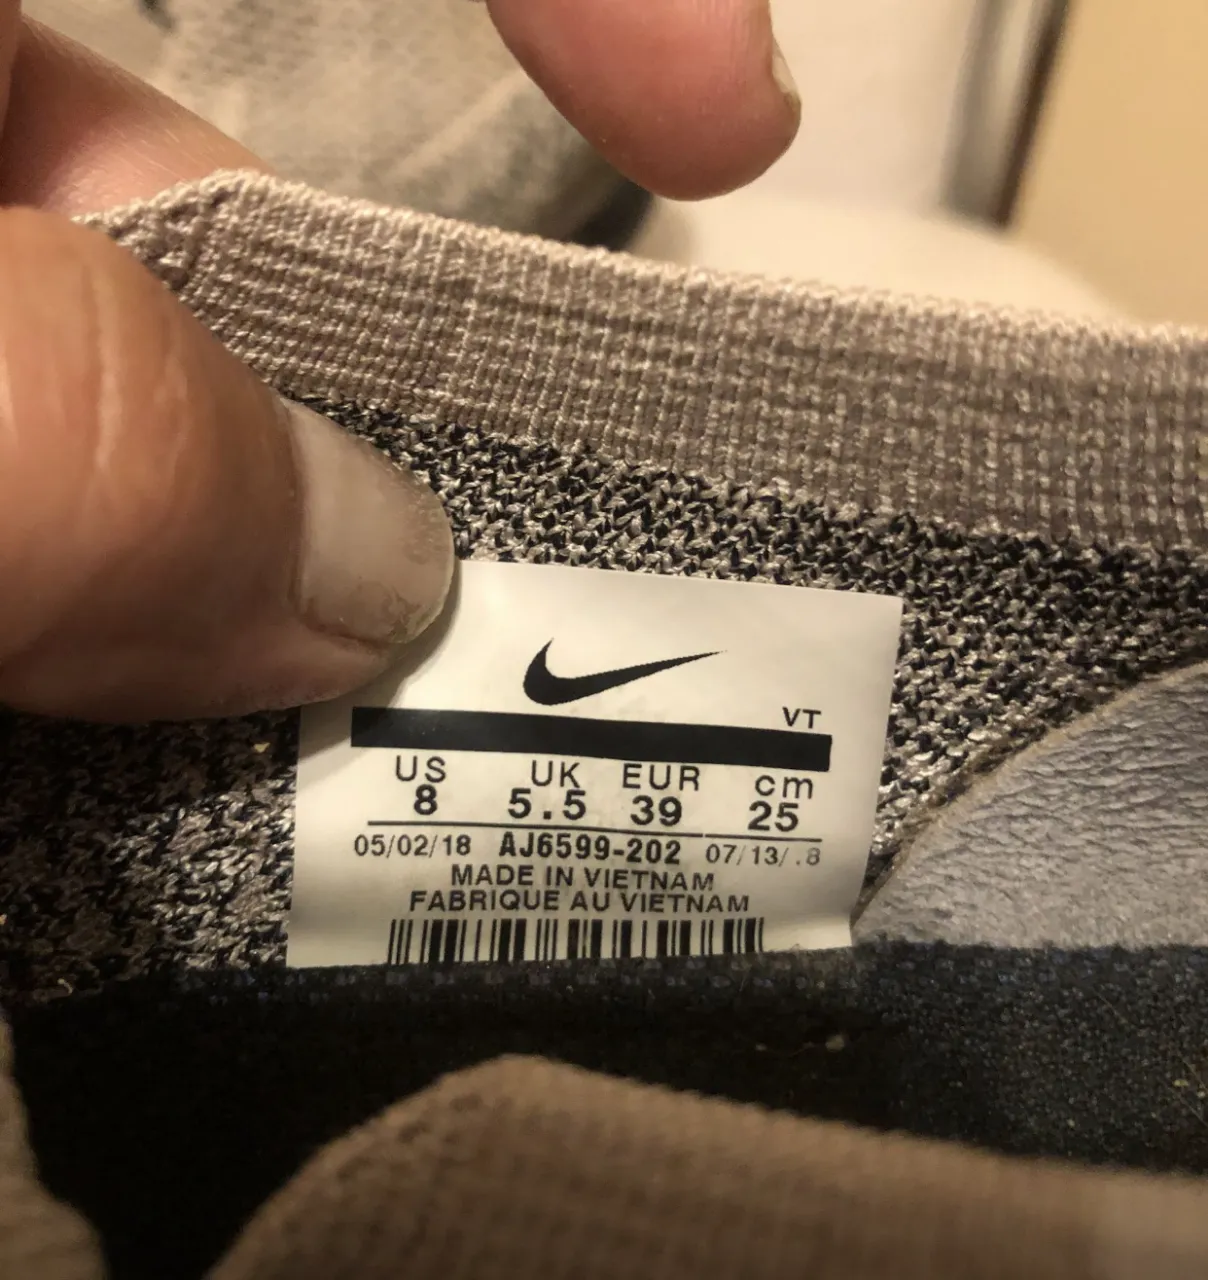 VT
US UK EUR cm
8 5.5 39 25
05/02/18 AJ6599-202 07/13/.8
MADE IN VIETNAM
FABRIQUE AU VIETNAM